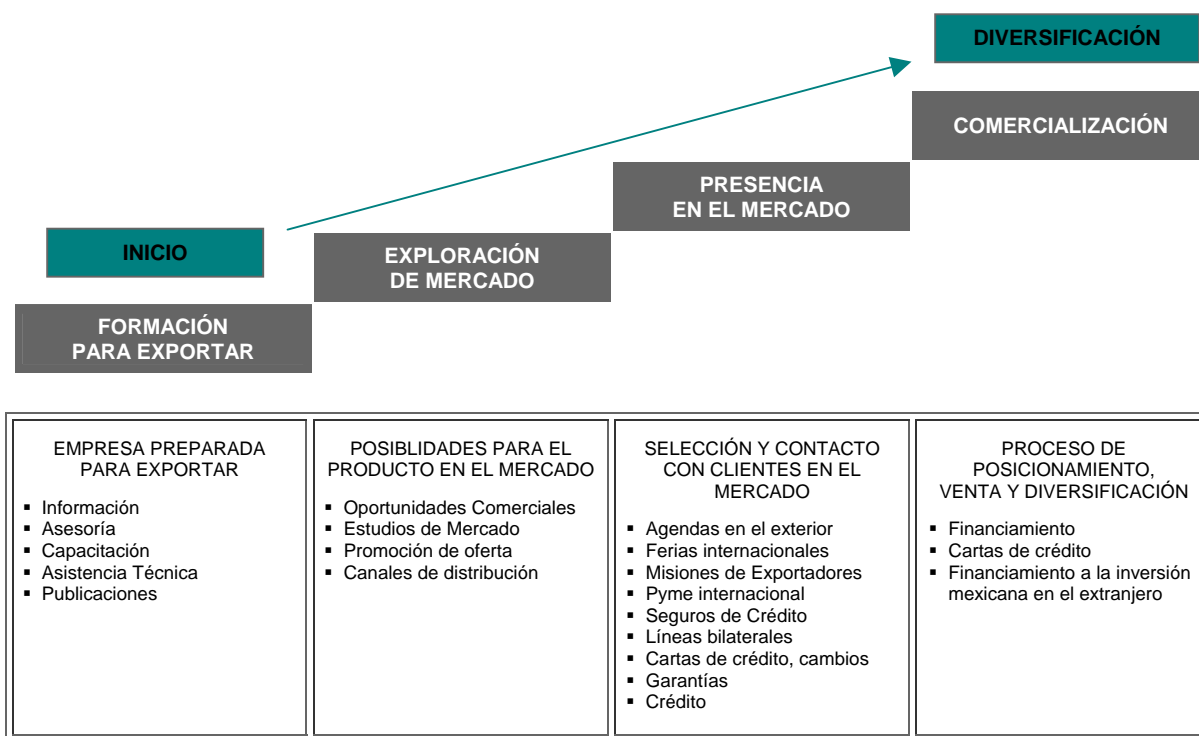 DIVERSIFICACIÓN
COMERCIALIZACIÓN
PRESENCIA
EN EL MERCADO
INICIO
EXPLORACIÓN
DE MERCADO
FORMACIÓN
PARA EXPORTAR
EMPRESA PREPARADA
PARA EXPORTAR
▪ Información
▪ Asesoría
▪ Capacitación
▪ Asistencia Técnica
▪ Publicaciones
POSIBLIDADES PARA EL
PRODUCTO EN EL MERCADO
▪ Oportunidades Comerciales
▪ Estudios de Mercado
▪ Promoción de oferta
▪ Canales de distribución
SELECCIÓN Y CONTACTO
CON CLIENTES EN EL
MERCADO
▪ Agendas en el exterior
▪ Ferias internacionales
▪ Misiones de Exportadores
▪ Pyme internacional
▪ Seguros de Crédito
▪ Líneas bilaterales
▪ Cartas de crédito, cambios
▪ Garantías
▪ Crédito
PROCESO DE
POSICIONAMIENTO,
VENTA Y DIVERSIFICACIÓN
▪ Financiamiento
▪ Cartas de crédito
▪ Financiamiento a la inversión
mexicana en el extranjero